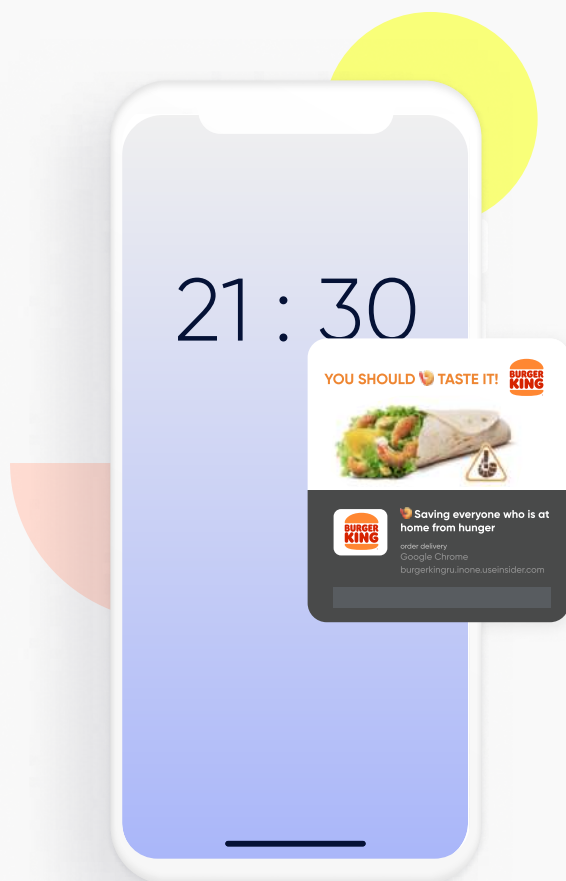 21 : 30
YOU SHOULD 🌯 TASTE IT!
BURGER
KING
BURGER
KING
🌯 Saving everyone who is at
home from hunger
order delivery
Google Chrome
burgerkingru.inone.useinsider.com